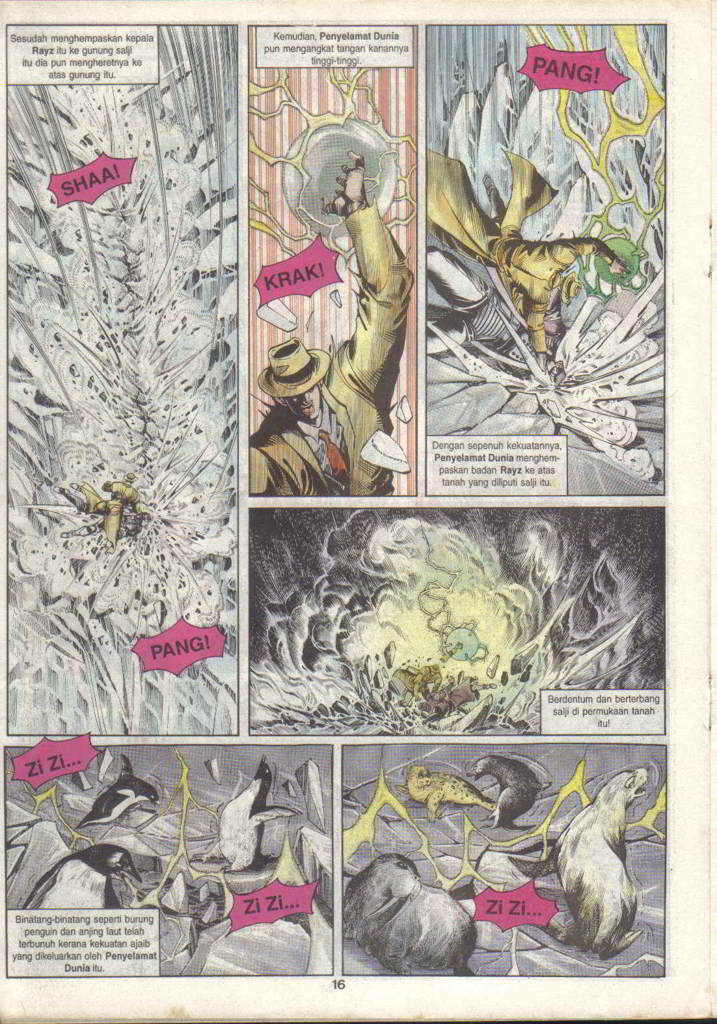 Sesudah menghempaskan kepala
Rayz itu ke gunung salji
itu dia pun mengheretnya ke
atas gunung itu.
SHAA!
PANG!
Kemudian, Penyelamat Dunia
pun mengangkat tangan kanannya
tinggi-tinggi.
KRAK!
PANG!
Dengan sepenuh kekuatannya,
Penyelamat Dunia menghem-
paskan badan Rayz ke atas
tanah yang diliputi salji itu.
Berdentum dan berterbang
salji di permukaan tanah
itu!
Zi Zi...
Zi Zi...
Binatang-binatang seperti burung
penguin dan anjing laut telah
terbunuh kerana kekuatan ajaib
yang dikeluarkan oleh Penyelamat
Dunia itu.
Zi Zi...
16